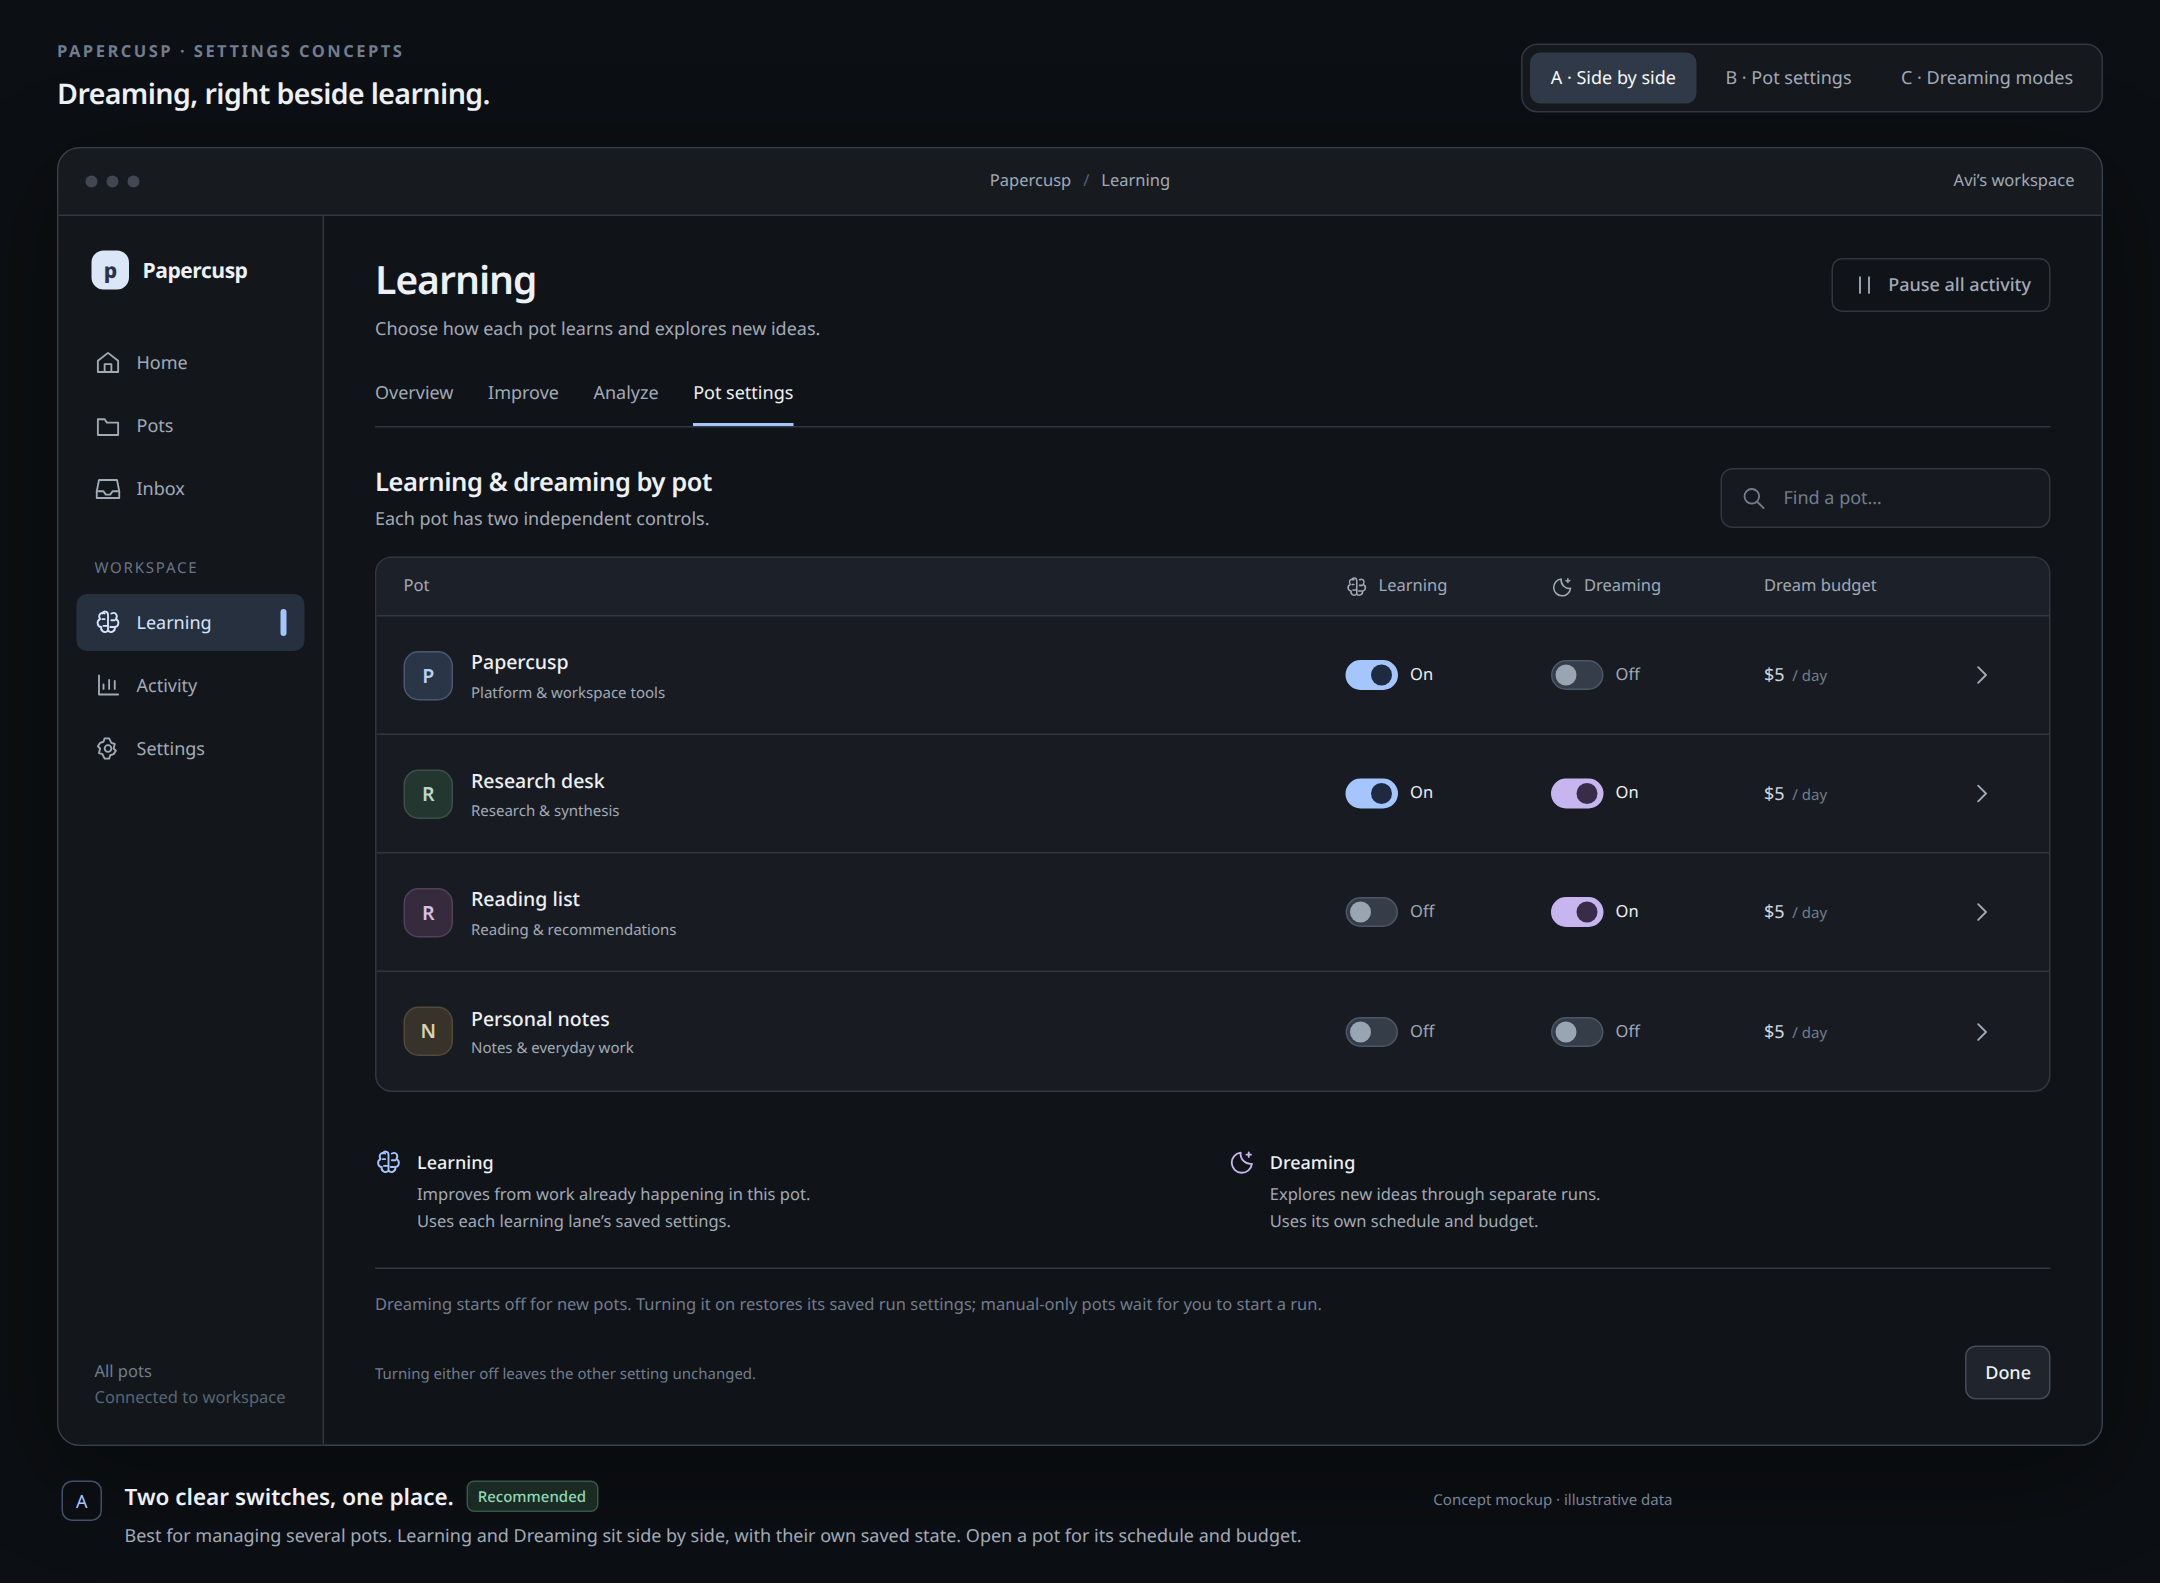 PAPERCUSP · SETTINGS CONCEPTS
Dreaming, right beside learning.
A · Side by side
B · Pot settings
C · Dreaming modes
Papercusp / Learning
Avi's workspace
p Papercusp
Home
Pots
Inbox
WORKSPACE
Learning
Activity
Settings
All pots
Connected to workspace
Learning
Choose how each pot learns and explores new ideas.
Pause all activity
Overview
Improve
Analyze
Pot settings
Learning & dreaming by pot
Each pot has two independent controls.
Find a pot...
Pot
Learning
Dreaming
Dream budget
P
Papercusp
Platform & workspace tools
On
Off
$5 / day
R
Research desk
Research & synthesis
On
On
$5 / day
R
Reading list
Reading & recommendations
Off
On
$5 / day
N
Personal notes
Notes & everyday work
Off
Off
$5 / day
Learning
Improves from work already happening in this pot.
Uses each learning lane's saved settings.
Dreaming
Explores new ideas through separate runs.
Uses its own schedule and budget.
Dreaming starts off for new pots. Turning it on restores its saved run settings; manual-only pots wait for you to start a run.
Turning either off leaves the other setting unchanged.
Done
A
Two clear switches, one place.
Recommended
Best for managing several pots. Learning and Dreaming sit side by side, with their own saved state. Open a pot for its schedule and budget.
Concept mockup · illustrative data